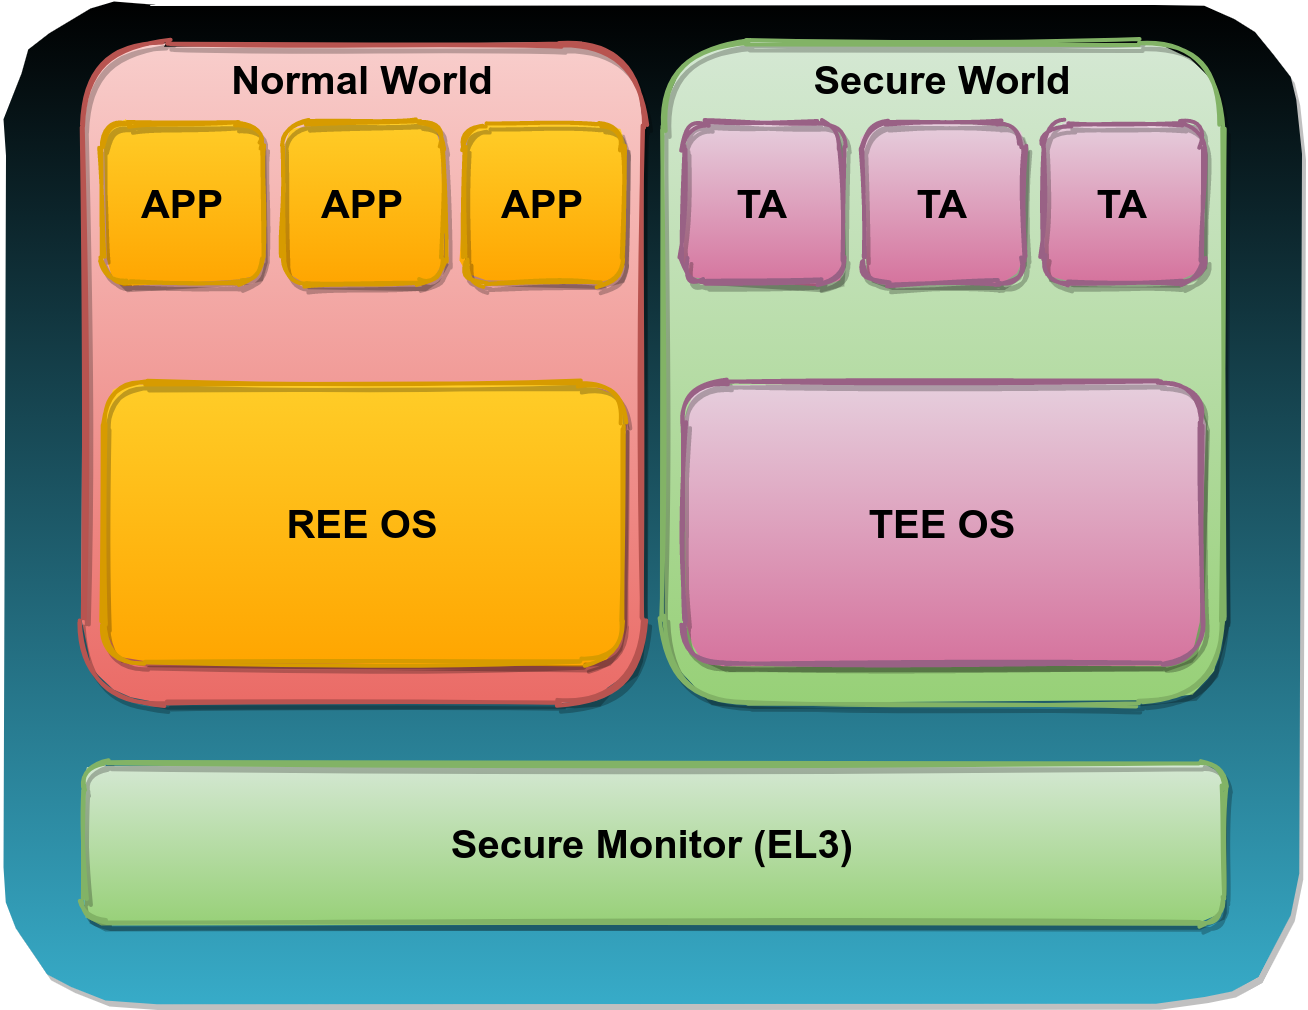 Normal World
Secure World
APP
APP
APP
TA
TA
TA
REE OS
TEE OS
Secure Monitor (EL3)